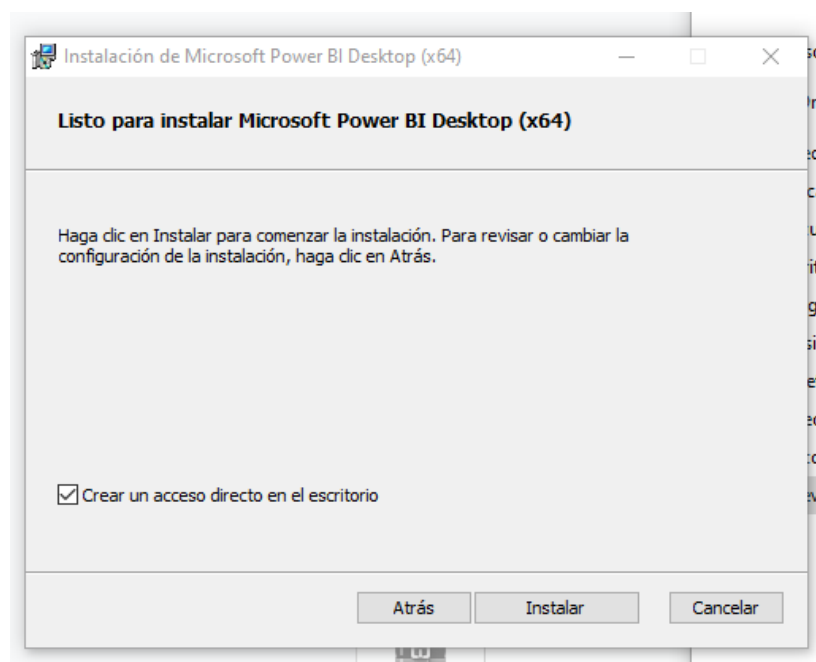 Instalación de Microsoft Power BI Desktop (x64)
Listo para instalar Microsoft Power BI Desktop (x64)
Haga clic en Instalar para comenzar la instalación. Para revisar o cambiar la
configuración de la instalación, haga clic en Atrás.
Crear un acceso directo en el escritorio
Atrás
Instalar
Cancelar